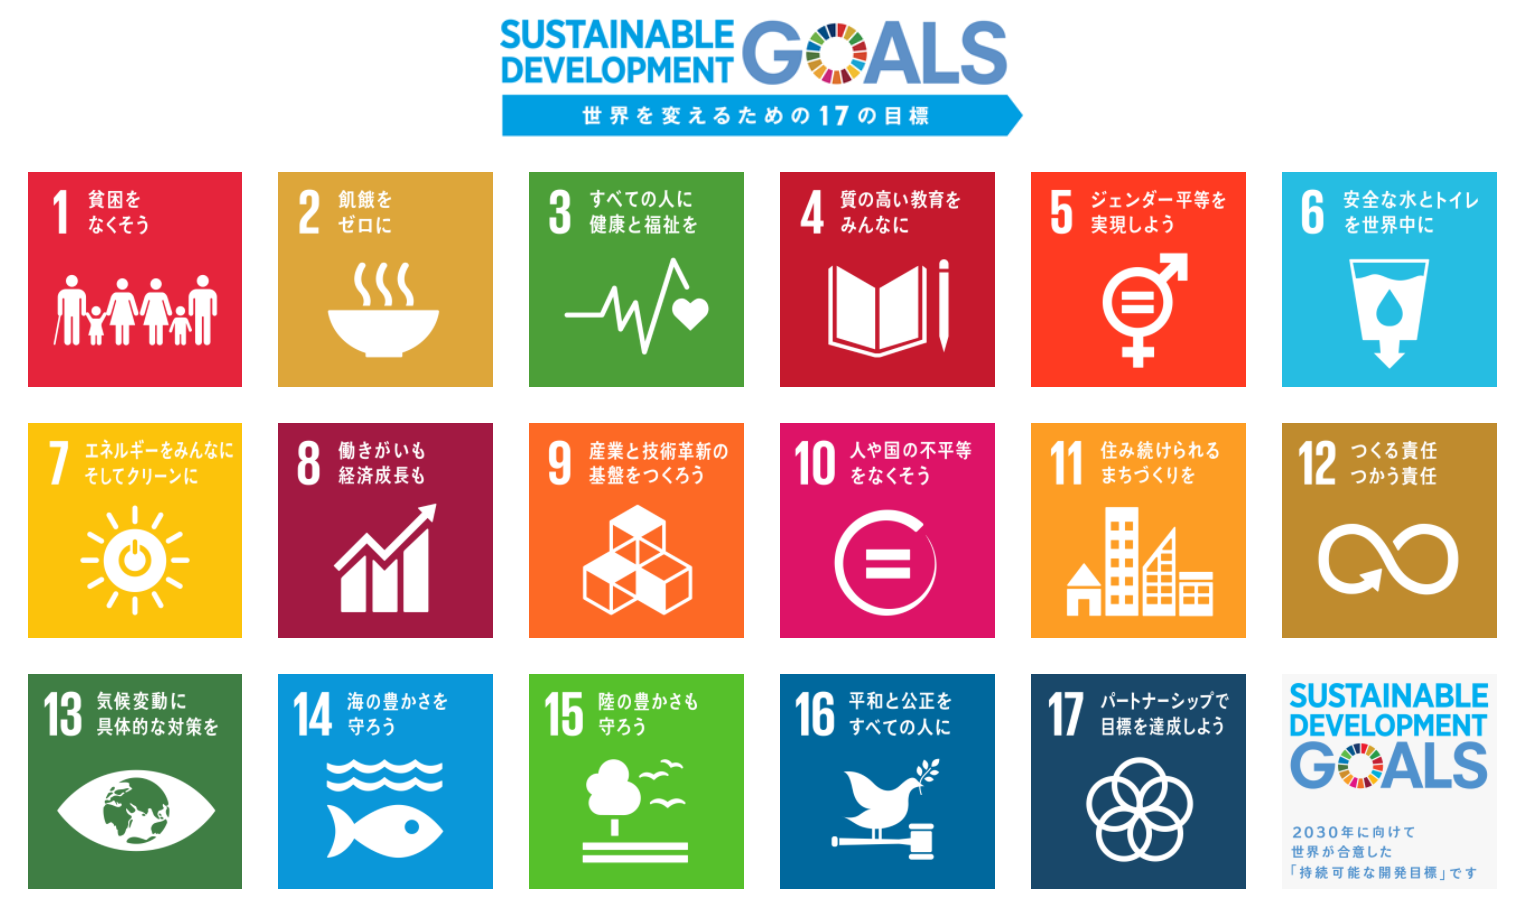 SUSTAINABLE
DEVELOPMENT
GOALS
世界を変えるための17の目標
1
貧困を
なくそう
2
飢餓を
ゼロに
3
すべての人に
健康と福祉を
4
質の高い教育を
みんなに
5
ジェンダー平等を
実現しよう
6
安全な水とトイレ
を世界中に
7
エネルギーをみんなに
そしてクリーンに
8
働きがいも
経済成長も
9
産業と技術革新の
基盤をつくろう
10
人や国の不平等
をなくそう
11
住み続けられる
まちづくりを
12
つくる責任
つかう責任
13
気候変動に
具体的な対策を
14
海の豊かさを
守ろう
15
陸の豊かさも
守ろう
16
平和と公正を
すべての人に
17
パートナーシップで
目標を達成しよう
SUSTAINABLE
DEVELOPMENT
GOALS
2030年に向けて
世界が合意した
「持続可能な開発目標」です